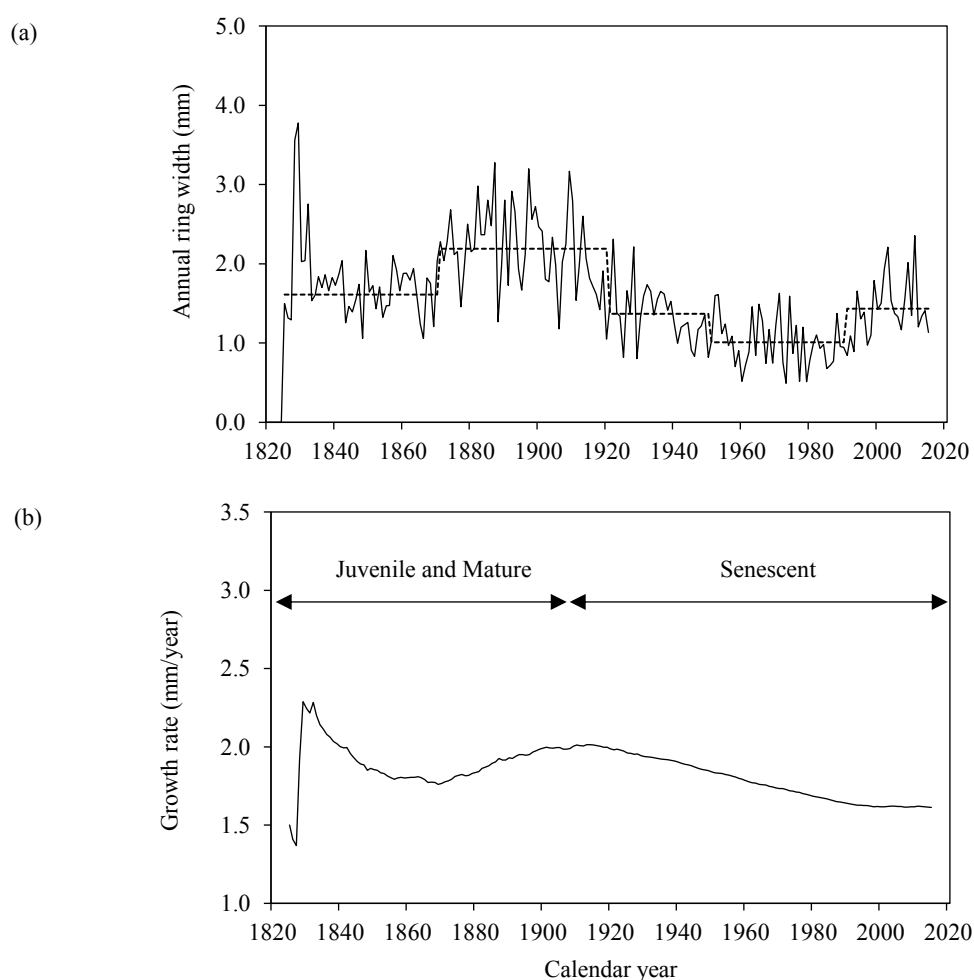 (a)
Annual ring width (mm)
5.0
4.0
3.0
2.0
1.0
0.0
1820 1840 1860 1880 1900 1920 1940 1960 1980 2000 2020
(b)
Growth rate (mm/year)
3.5
3.0
2.5
2.0
1.5
1.0
Juvenile and Mature
Senescent
1820 1840 1860 1880 1900 1920 1940 1960 1980 2000 2020
Calendar year